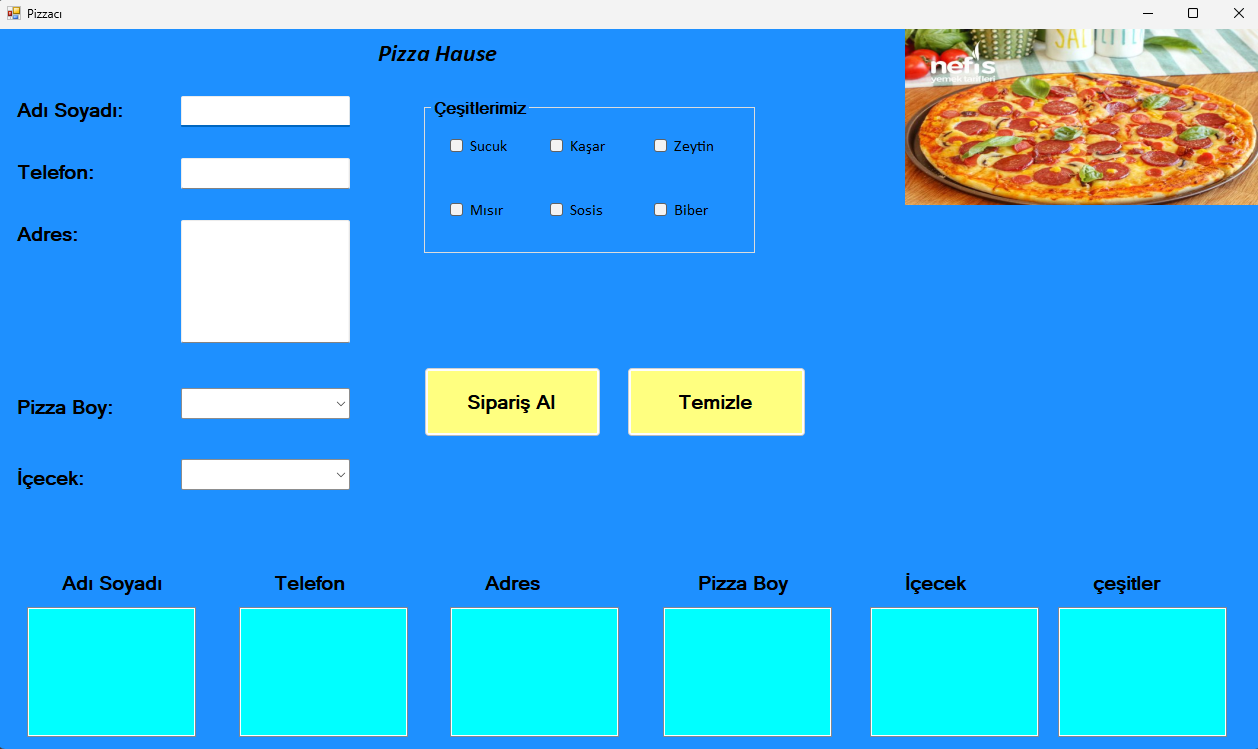 Pizzacı
Pizza Hause
SALT
nefis
yemek tarifleri
Adı Soyadı:
Telefon:
Adres:
Pizza Boy:
İçecek:
Çeşitlerimiz
Sucuk Kaşar Zeytin
Mısır Sosis Biber
Sipariş Al Temizle
Adı Soyadı Telefon Adres Pizza Boy İçecek çeşitler